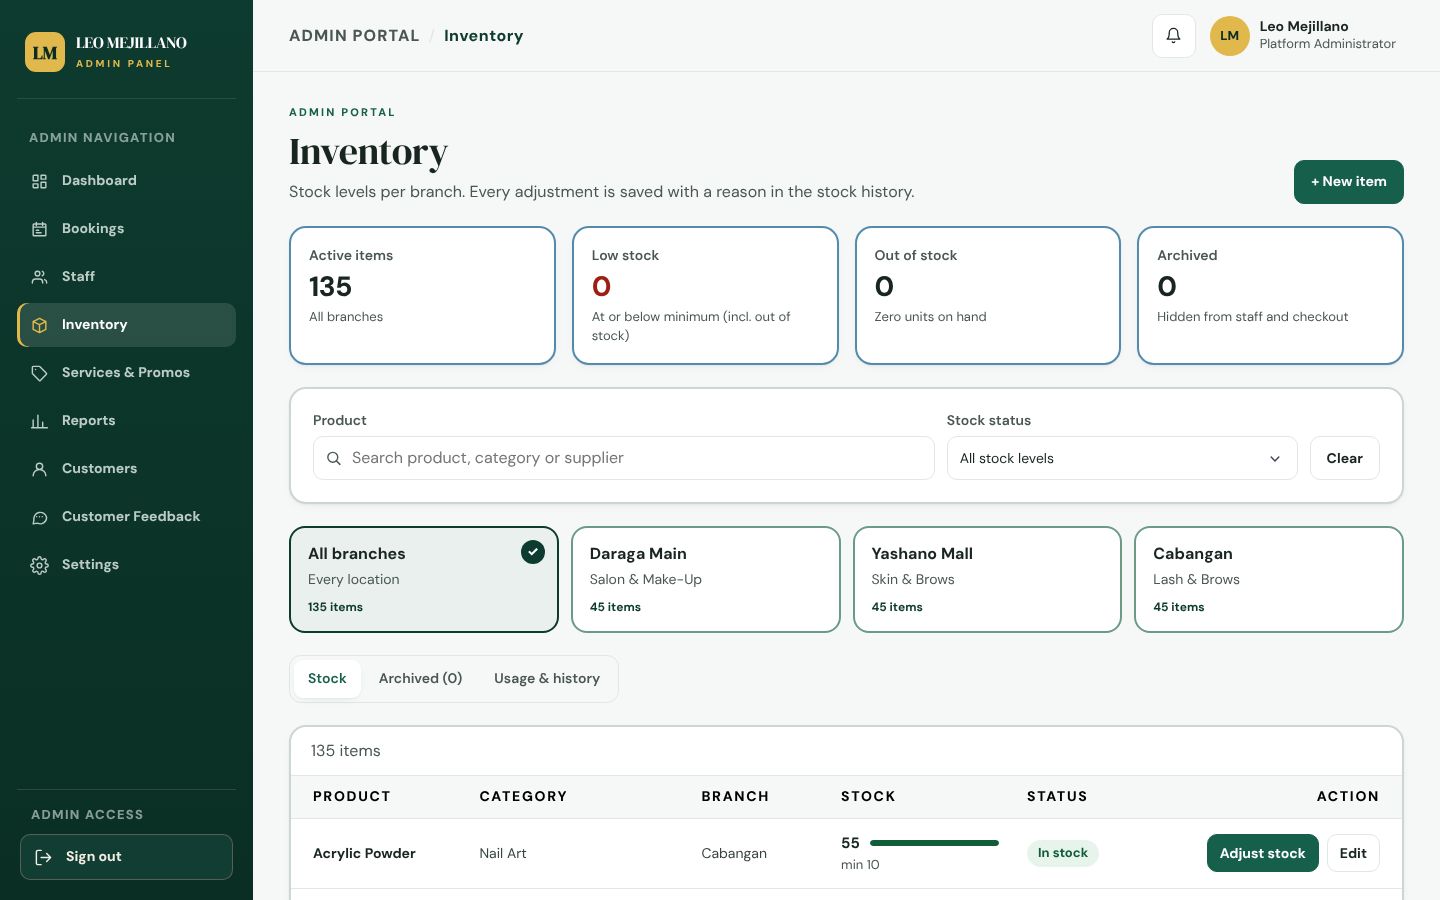 LM
LEO MEJILLANO
ADMIN PANEL
ADMIN NAVIGATION
Dashboard
Bookings
Staff
Inventory
Services & Promos
Reports
Customers
Customer Feedback
Settings
ADMIN ACCESS
Sign out
ADMIN PORTAL / Inventory
LM
Leo Mejillano
Platform Administrator
ADMIN PORTAL
Inventory
Stock levels per branch. Every adjustment is saved with a reason in the stock history.
+ New item
Active items
135
All branches
Low stock
0
At or below minimum (incl. out of
stock)
Out of stock
0
Zero units on hand
Archived
0
Hidden from staff and checkout
Product
Search product, category or supplier
Stock status
All stock levels
Clear
All branches
Every location
135 items
Daraga Main
Salon & Make-Up
45 items
Yashano Mall
Skin & Brows
45 items
Cabangan
Lash & Brows
45 items
Stock
Archived (0)
Usage & history
135 items
PRODUCT CATEGORY BRANCH STOCK STATUS ACTION
Acrylic Powder Nail Art Cabangan 55 In stock Adjust stock Edit
min 10